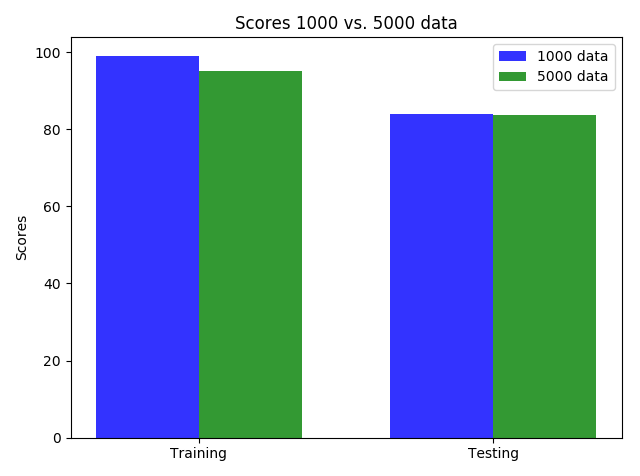 Scores 1000 vs. 5000 data
1000 data
5000 data
100
80
60
40
20
0
Scores
Training Testing